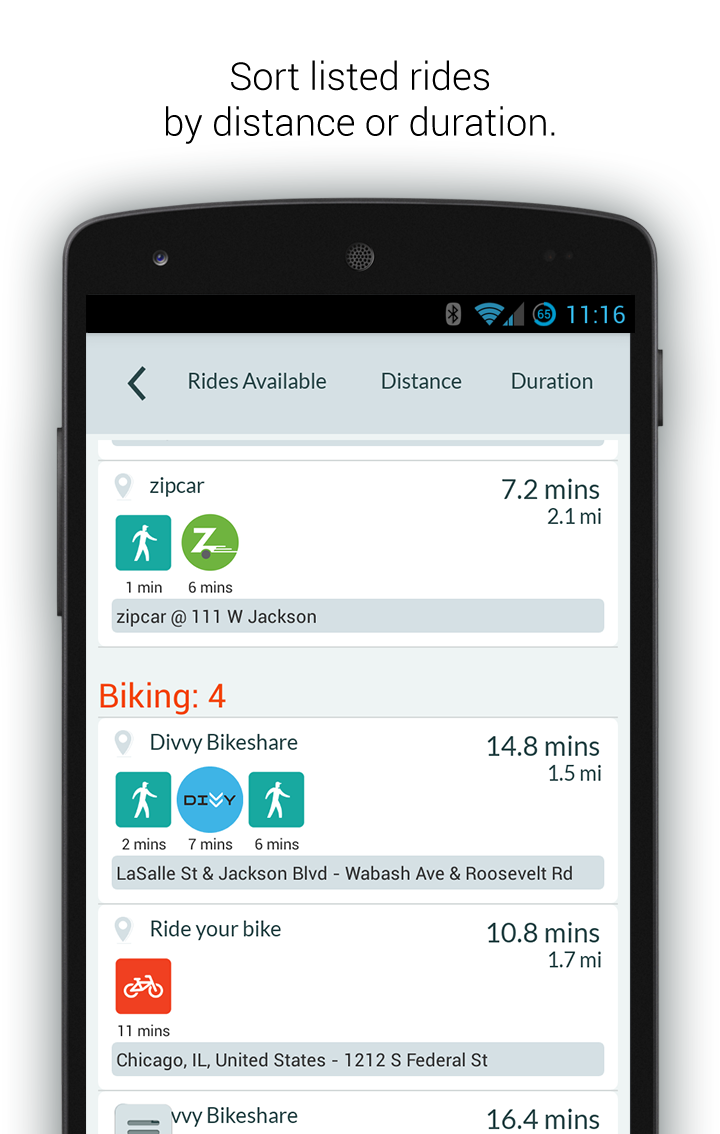 Sort listed rides
by distance or duration.
65 11:16
Rides Available Distance Duration
zipcar 7.2 mins
2.1 mi
Z
1 min 6 mins
zipcar @ 111 W Jackson
Biking: 4
Divvy Bikeshare 14.8 mins
1.5 mi
DIVVY
2 mins 7 mins 6 mins
LaSalle St & Jackson Blvd - Wabash Ave & Roosevelt Rd
Ride your bike 10.8 mins
1.7 mi
11 mins
Chicago, IL, United States - 1212 S Federal St
vvy Bikeshare 16.4 mins